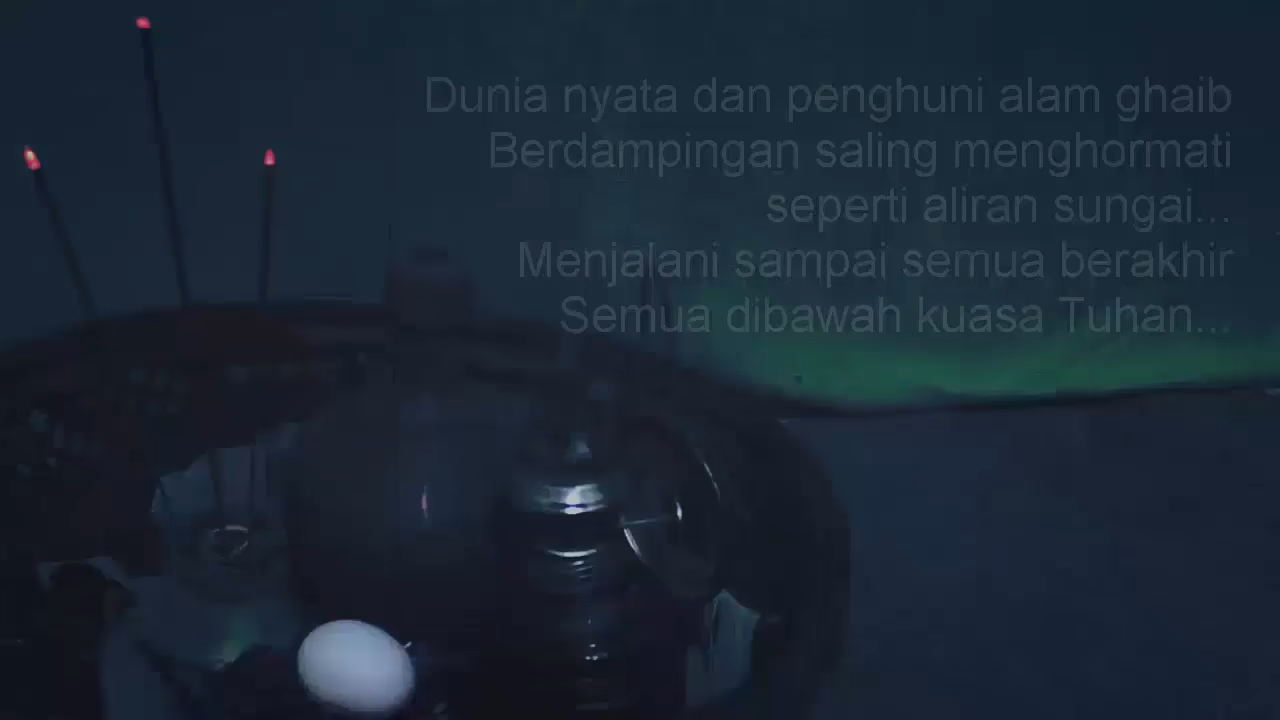 Dunia nyata dan penghuni alam ghaib
Berdampingan saling menghormati
seperti aliran sungai...
Menjalani sampai semua berakhir
Semua dibawah kuasa Tuhan...